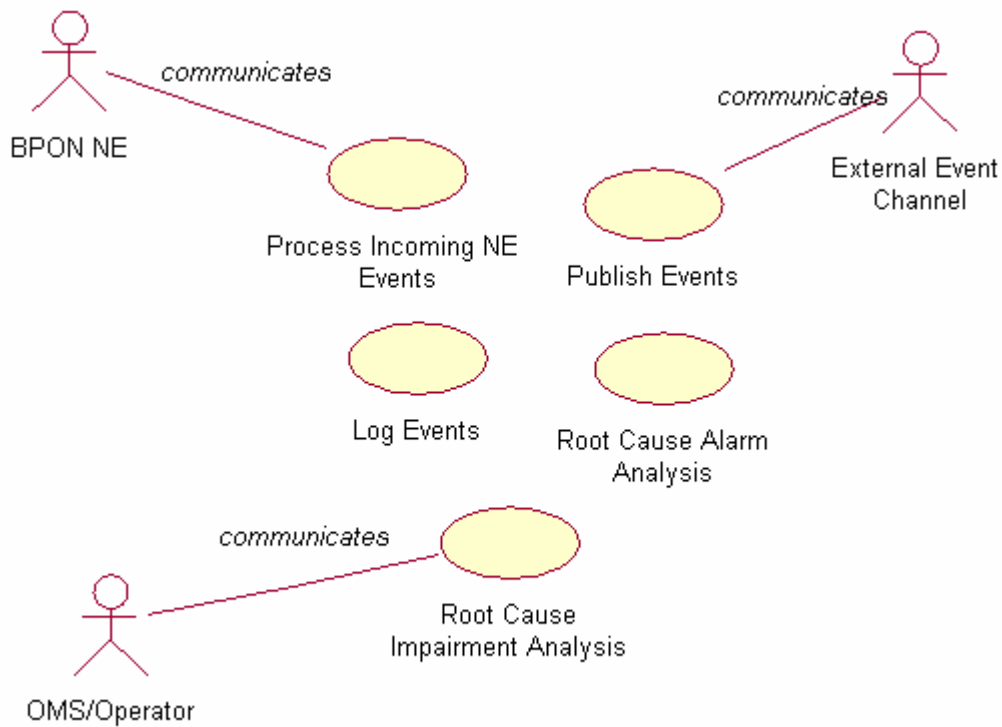 communicates
BPON NE
communicates
External Event
Channel
Process Incoming NE
Events
Publish Events
Log Events
Root Cause Alarm
Analysis
communicates
Root Cause
Impairment Analysis
OMS/Operator